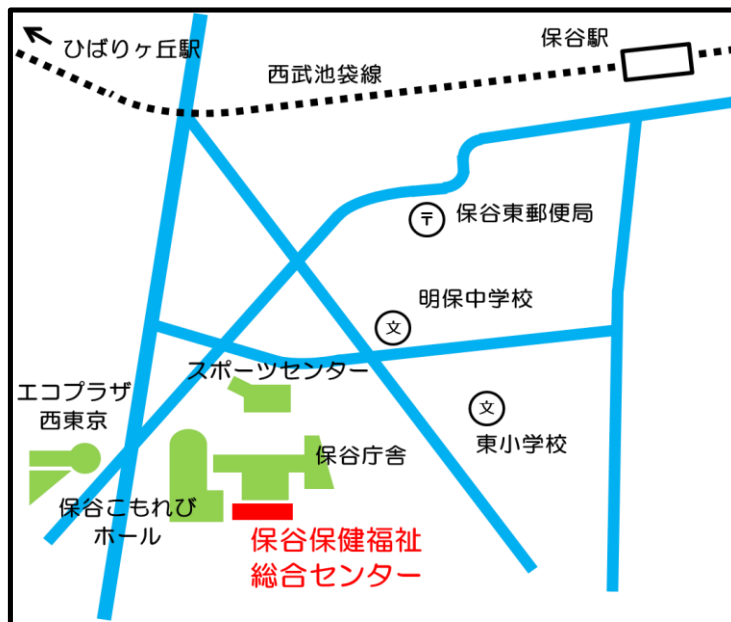 ひばりヶ丘駅
保谷駅
西武池袋線
〒
保谷東郵便局
明保中学校
文
スポーツセンター
エコプラザ
西東京
文
東小学校
保谷庁舎
保谷こもれび
ホール
保谷保健福祉
総合センター